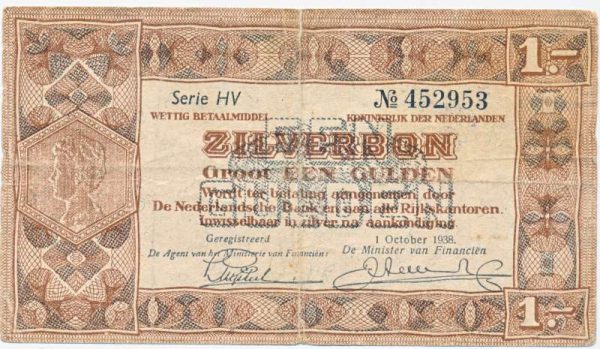 1.-
Serie HV № 452953
WETTIG BETAALMIDDEL KONINKRIJK DER NEDERLANDEN
ZILVERBON
Groot EEN GULDEN
Wordt ter betaling aangenomen door
De Nederlandsche Bank en aan alle Rijkskantoren.
Inwisselbaar in zilver na aankondiging.
Geregistreerd 1 October 1938.
De Agent van het Ministerie van Financiën: De Minister van Financiën
1.-